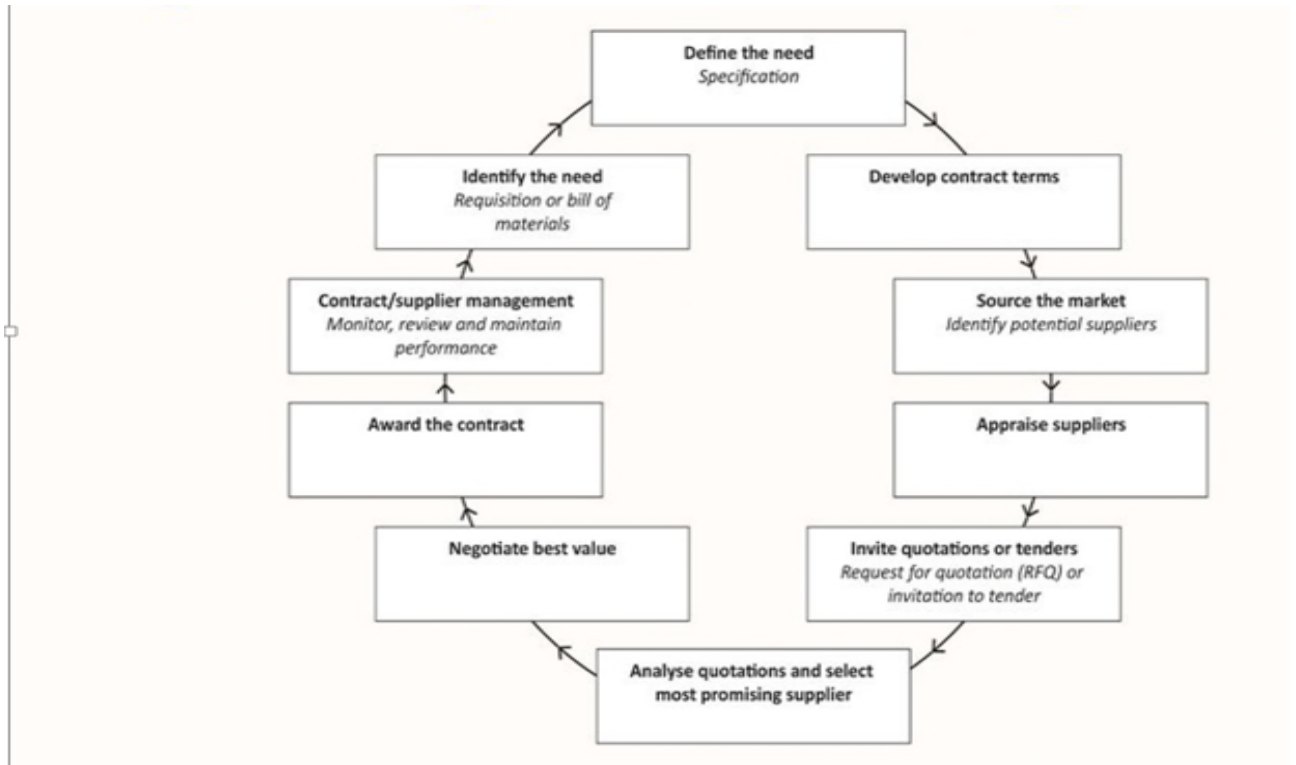 Define the need
Specification
Identify the need
Requisition or bill of
materials
Develop contract terms
Contract/supplier management
Monitor, review and maintain
performance
Source the market
Identify potential suppliers
Award the contract
Appraise suppliers
Negotiate best value
Invite quotations or tenders
Request for quotation (RFQ) or
invitation to tender
Analyse quotations and select
most promising supplier